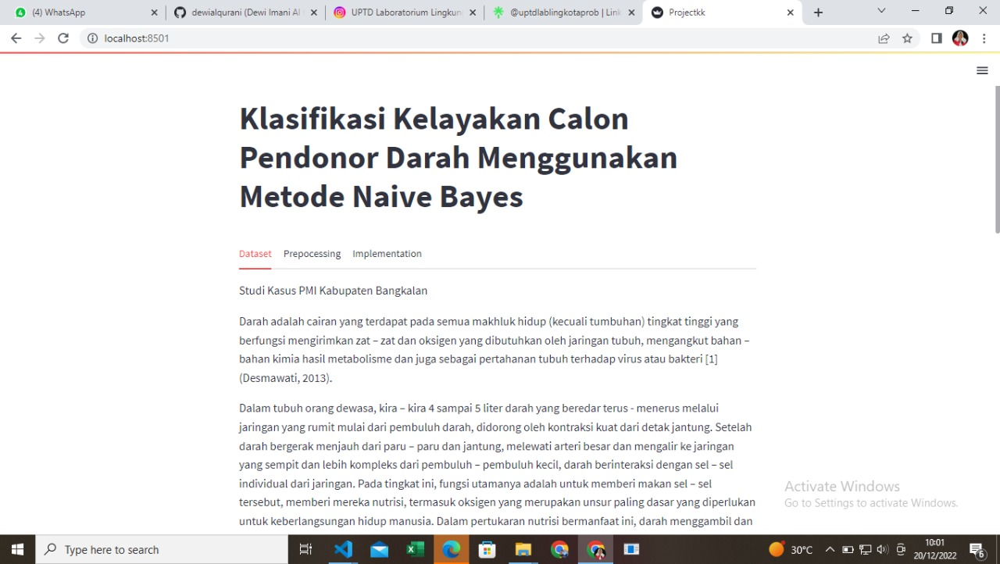 (4) WhatsApp
dewialqurani (Dewi Imani Al
UPTD Laboratorium Lingkun
@uptdlablingkotaprob | Link
Projectkk
localhost:8501
Klasifikasi Kelayakan Calon
Pendonor Darah Menggunakan
Metode Naive Bayes
Dataset Prepocessing Implementation
Studi Kasus PMI Kabupaten Bangkalan
Darah adalah cairan yang terdapat pada semua makhluk hidup (kecuali tumbuhan) tingkat tinggi yang
berfungsi mengirimkan zat – zat dan oksigen yang dibutuhkan oleh jaringan tubuh, mengangkut bahan –
bahan kimia hasil metabolisme dan juga sebagai pertahanan tubuh terhadap virus atau bakteri [1]
(Desmawati, 2013).
Dalam tubuh orang dewasa, kira – kira 4 sampai 5 liter darah yang beredar terus - menerus melalui
jaringan yang rumit mulai dari pembuluh darah, didorong oleh kontraksi kuat dari detak jantung. Setelah
darah bergerak menjauh dari paru – paru dan jantung, melewati arteri besar dan mengalir ke jaringan
yang sempit dan lebih kompleks dari pembuluh – pembuluh kecil, darah berinteraksi dengan sel – sel
individual dari jaringan. Pada tingkat ini, fungsi utamanya adalah untuk memberi makan sel – sel
tersebut, memberi mereka nutrisi, termasuk oksigen yang merupakan unsur paling dasar yang diperlukan
untuk keberlangsungan hidup manusia. Dalam pertukaran nutrisi bermanfaat ini, darah menggambil dan
Activate Windows
Go to Settings to activate Windows.
Type here to search
30°C
10:01
20/12/2022
6